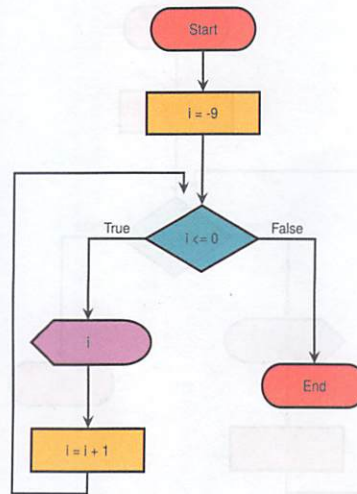 Start
i = -9
i <= 0
True
False
i
End
i = i + 1